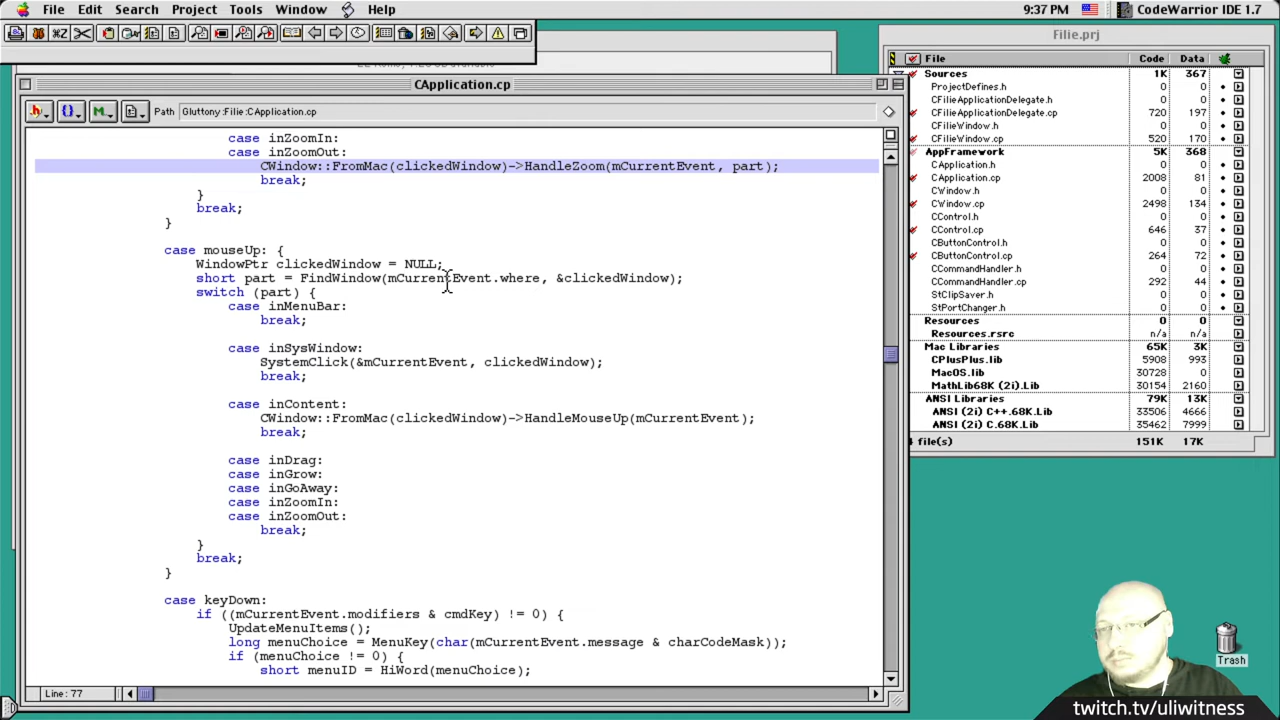 File Edit Search Project Tools Window Help 9:37 PM CodeWarrior IDE 1.7
Filie.prj
CApplication.cp
Path Gluttony:Filie:CApplication.cp
case inZoomIn:
case inZoomOut:
CWindow::FromMac(clickedWindow)->HandleZoom(mCurrentEvent, part);
break;
}
break;
}
case mouseUp: {
WindowPtr clickedWindow = NULL;
short part = FindWindow(mCurrentEvent.where, &clickedWindow);
switch (part) {
case inMenuBar:
break;
case inSysWindow:
SystemClick(&mCurrentEvent, clickedWindow);
break;
case inContent:
CWindow::FromMac(clickedWindow)->HandleMouseUp(mCurrentEvent);
break;
case inDrag:
case inGrow:
case inGoAway:
case inZoomIn:
case inZoomOut:
break;
}
break;
}
case keyDown:
if ((mCurrentEvent.modifiers & cmdKey) != 0) {
UpdateMenuItems();
long menuChoice = MenuKey(char(mCurrentEvent.message & charCodeMask));
if (menuChoice != 0) {
short menuID = HiWord(menuChoice);
Line: 77
File Code Data
Sources 1K 367
ProjectDefines.h 0 0
CFilieApplicationDelegate.h 0 0
CFilieApplicationDelegate.cp 720 197
CFilieWindow.h 0 0
CFilieWindow.cp 520 170
AppFramework 5K 368
CApplication.h 0 0
CApplication.cp 2008 81
CWindow.h 0 0
CWindow.cp 2498 134
CControl.h 0 0
CControl.cp 646 37
CButtonControl.h 0 0
CButtonControl.cp 264 72
CCommandHandler.h 0 0
CCommandHandler.cp 292 44
StClipSaver.h 0 0
StPortChanger.h 0 0
Resources 0 0
Resources.rsrc n/a n/a
Mac Libraries 65K 3K
CPlusPlus.lib 5908 993
MacOS.lib 30728 0
MathLib68K (2i).Lib 30154 2160
ANSI Libraries 79K 13K
ANSI (2i) C++.68K.Lib 33506 4666
ANSI (2i) C.68K.Lib 35462 7999
file(s) 151K 17K
Trash
twitch.tv/uliwitness